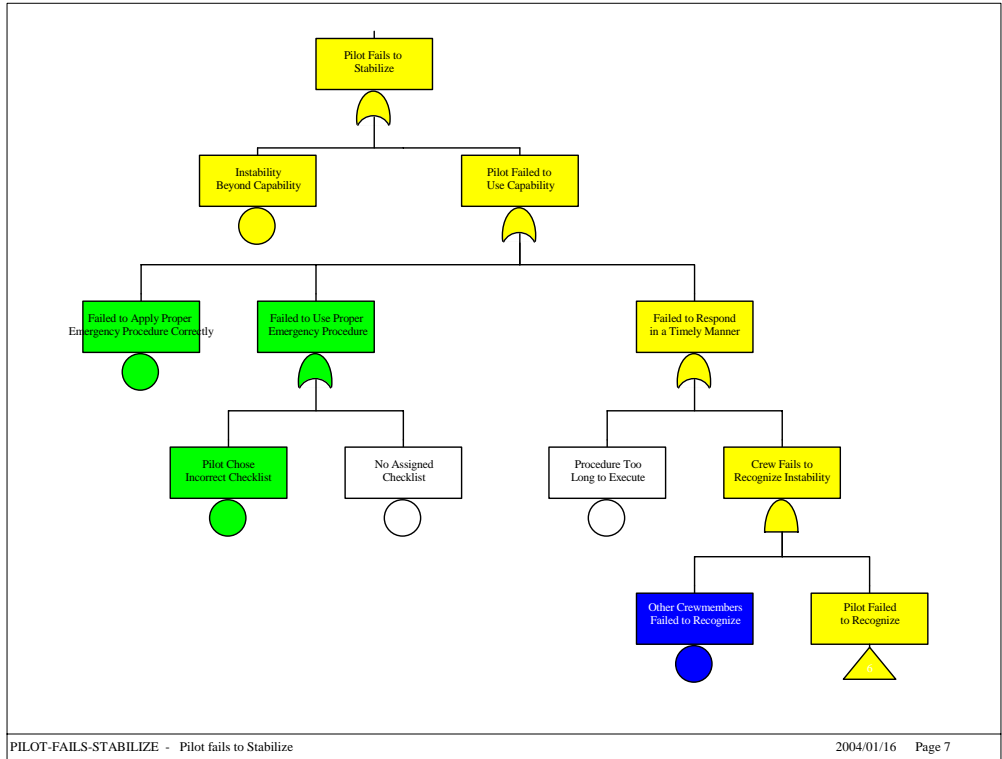 Pilot Fails to
Stabilize
Instability
Beyond Capability
Pilot Failed to
Use Capability
Failed to Apply Proper
Emergency Procedure Correctly
Failed to Use Proper
Emergency Procedure
Failed to Respond
in a Timely Manner
Pilot Chose
Incorrect Checklist
No Assigned
Checklist
Procedure Too
Long to Execute
Crew Fails to
Recognize Instability
Other Crewmembers
Failed to Recognize
Pilot Failed
to Recognize
PILOT-FAILS-STABILIZE - Pilot fails to Stabilize
2004/01/16 Page 7